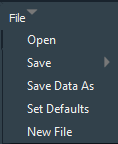 File
Open
Save
Save Data As
Set Defaults
New File